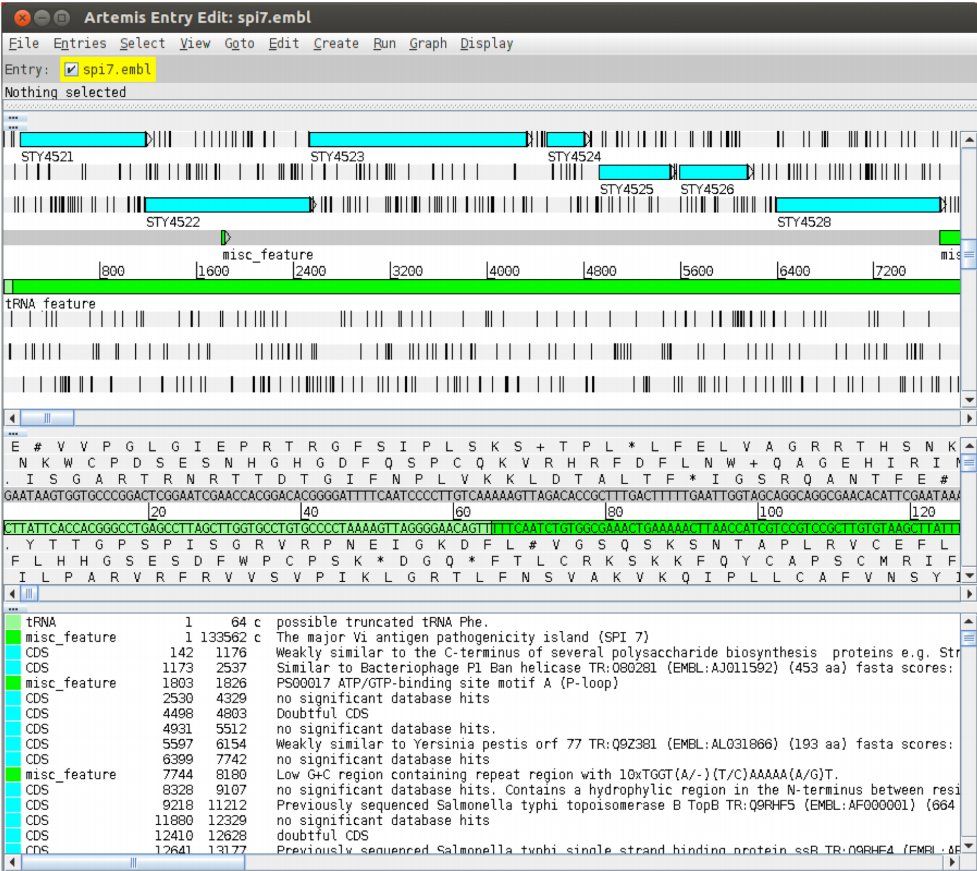 Artemis Entry Edit: spi7.embl
File Entries Select View Goto Edit Create Run Graph Display
Entry: spi7.embl
Nothing selected
STY4521 STY4523 STY4524
STY4525 STY4526
STY4522 STY4528
misc_feature mis
800 1600 2400 3200 4000 4800 5600 6400 7200
tRNA feature
E # V V P G L G I E P R T R G F S I P L S K S + T P L * L F E L V A G R R T H S N K
N K W C P D S E S N H G H G D F Q S P C Q K V R H R F D F L N W + Q A G E H I R I N
. I S G A R T R N R T T D T G I F N P L V K K L D T A L T F * I G S R Q A N T F E #
GAATAAGTGGTGCCCGGACTCGGAATCGAACCACGGACACGGGGATTTTCAATCCCCTTGTCAAAAAGTTAGACACCGCTTTGACTTTTTGAATTGGTAGCAGGCAGGCGAACACATTCGAATAAA
20 40 60 80 100 120
CTTATTCACCACGGGCCTGAGCCTTAGCTTGGTGCCTGTGCCCCTAAAAGTTAGGGGAACAGTTTTTCAATCTGTGGCGAAACTGAAAAACTTAACCATCGTCCGTCCGCTTGTGTAAGCTTATTT
. Y T T G P S P I S G R V R P N E I G K D F L # V G S Q S K S N T A P L R V C E F L
F L H H G S E S D F W P C P S K * D G Q * F T L C R K S K K F Q Y C A P S C M R I F
I L P A R V R F R V V S V P I K L G R T L F N S V A K V K Q I P L L C A F V N S Y I
tRNA 1 64 c possible truncated tRNA Phe.
misc_feature 1 133562 c The major Vi antigen pathogenicity island (SPI 7)
CDS 142 1176 Weakly similar to the C-terminus of several polysaccharide biosynthesis proteins e.g. Str
CDS 1173 2537 Similar to Bacteriophage P1 Ban helicase TR:O80281 (EMBL:AJ011592) (453 aa) fasta scores:
misc_feature 1803 1826 PS00017 ATP/GTP-binding site motif A (P-loop)
CDS 2530 4329 no significant database hits
CDS 4498 4803 Doubtful CDS
CDS 4931 5512 no significant database hits.
CDS 5597 6154 Weakly similar to Yersinia pestis orf 77 TR:Q9Z381 (EMBL:AL031866) (193 aa) fasta scores:
CDS 6399 7742 no significant database hits
misc_feature 7744 8180 Low G+C region containing repeat region with 10xTGGT(A/-)(T/C)AAAAA(A/G)T.
CDS 8328 9107 no significant database hits. Contains a hydrophylic region in the N-terminus between resi
CDS 9218 11212 Previously sequenced Salmonella typhi topoisomerase B TopB TR:Q9RHF5 (EMBL:AF000001) (664
CDS 11880 12329 no significant database hits
CDS 12410 12628 doubtful CDS
CDS 12641 13177 Previously sequenced Salmonella typhi single strand binding protein ssB TR:Q9RHF4 (EMBL:AF